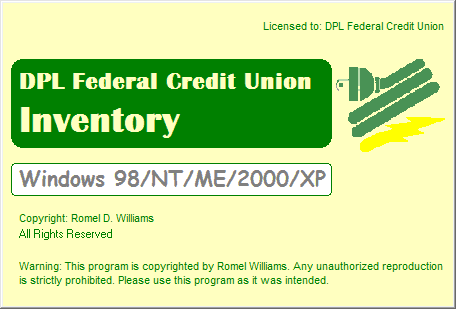 Licensed to: DPL Federal Credit Union
DPL Federal Credit Union
Inventory
Windows 98/NT/ME/2000/XP
Copyright: Romel D. Williams
All Rights Reserved
Warning: This program is copyrighted by Romel Williams. Any unauthorized reproduction
is strictly prohibited. Please use this program as it was intended.